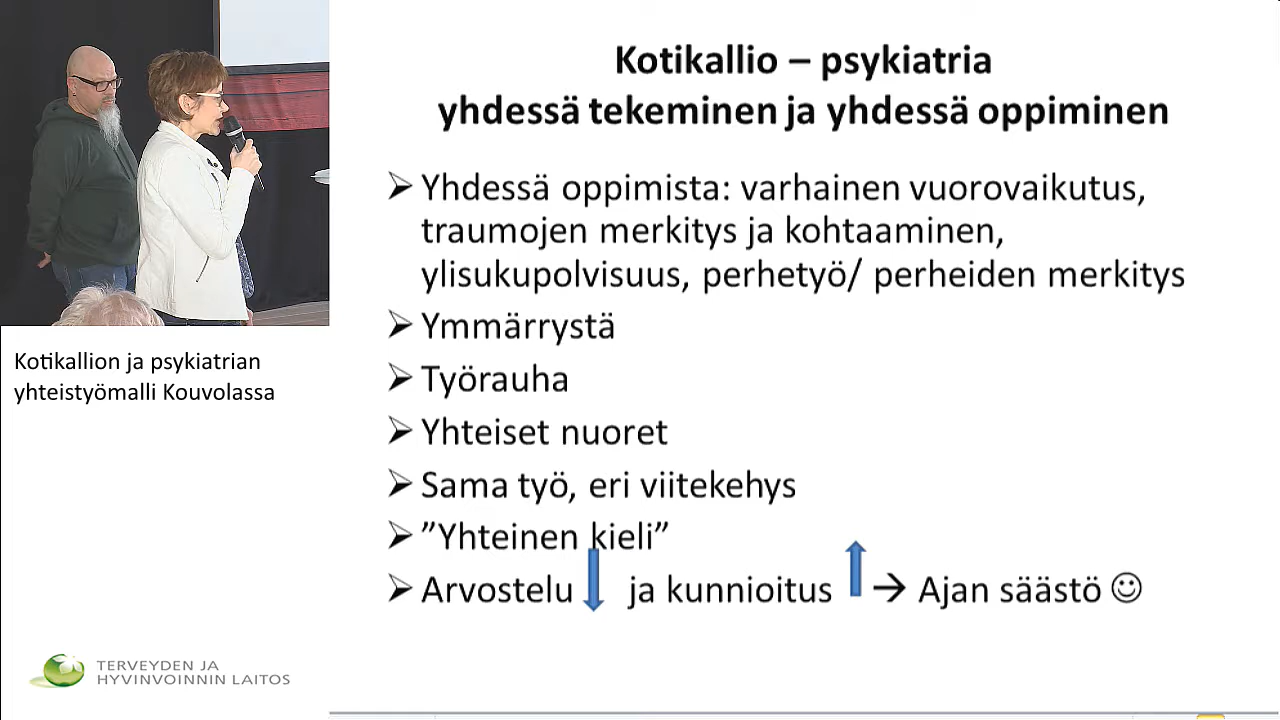 Kotikallio – psykiatria
yhdessä tekeminen ja yhdessä oppiminen
Yhdessä oppimista: varhainen vuorovaikutus,
traumojen merkitys ja kohtaaminen,
ylisukupolvisuus, perhetyö/ perheiden merkitys
Ymmärrystä
Työrauha
Yhteiset nuoret
Sama työ, eri viitekehys
”Yhteinen kieli”
Arvostelu ja kunnioitus → Ajan säästö ☺
Kotikallion ja psykiatrian
yhteistyömalli Kouvolassa
TERVEYDEN JA
HYVINVOINNIN LAITOS